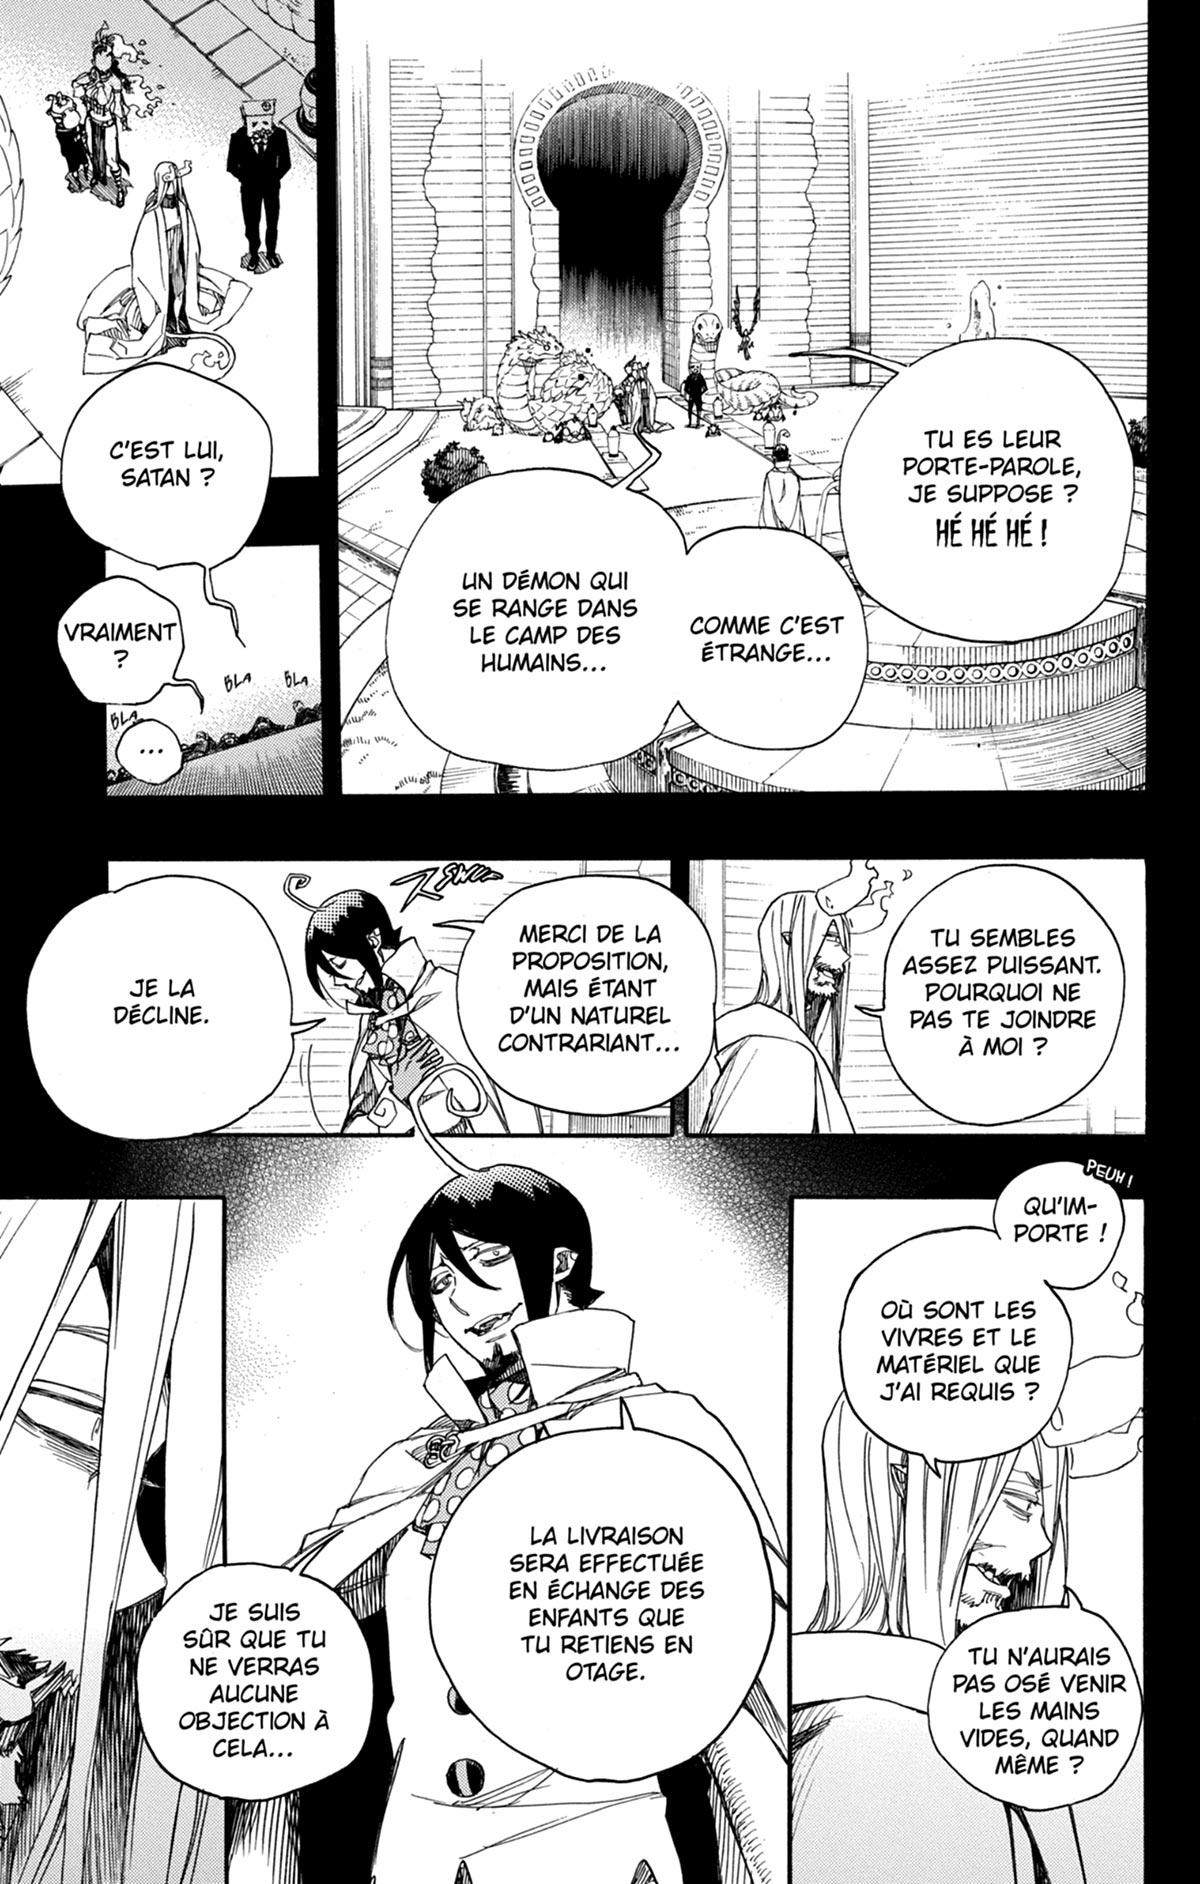 TU ES LEUR
PORTE-PAROLE,
JE SUPPOSE ?
HÉ HÉ HÉ !
COMME C'EST
ÉTRANGE...
UN DÉMON QUI
SE RANGE DANS
LE CAMP DES
HUMAINS...
C'EST LUI,
SATAN ?
VRAIMENT
?
...
BLA
BLA
BLA
TU SEMBLES
ASSEZ PUISSANT.
POURQUOI NE
PAS TE JOINDRE
À MOI ?
MERCI DE LA
PROPOSITION,
MAIS ÉTANT
D'UN NATUREL
CONTRARIANT...
JE LA
DÉCLINE.
PEUH !
QU'IM-
PORTE !
OÙ SONT LES
VIVRES ET LE
MATÉRIEL QUE
J'AI REQUIS ?
TU N'AURAIS
PAS OSÉ VENIR
LES MAINS
VIDES, QUAND
MÊME ?
LA LIVRAISON
SERA EFFECTUÉE
EN ÉCHANGE DES
ENFANTS QUE
TU RETIENS EN
OTAGE.
JE SUIS
SÛR QUE TU
NE VERRAS
AUCUNE
OBJECTION À
CELA...